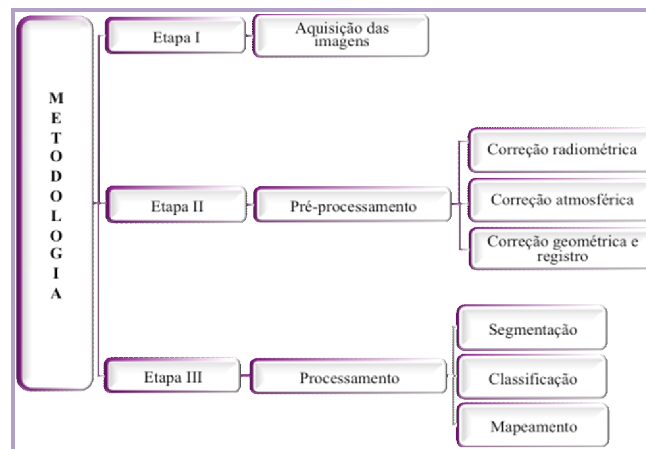 METODOLOGIA
Etapa I
Aquisição das
imagens
Etapa II
Pré-processamento
Correção radiométrica
Correção atmosférica
Correção geométrica e
registro
Etapa III
Processamento
Segmentação
Classificação
Mapeamento